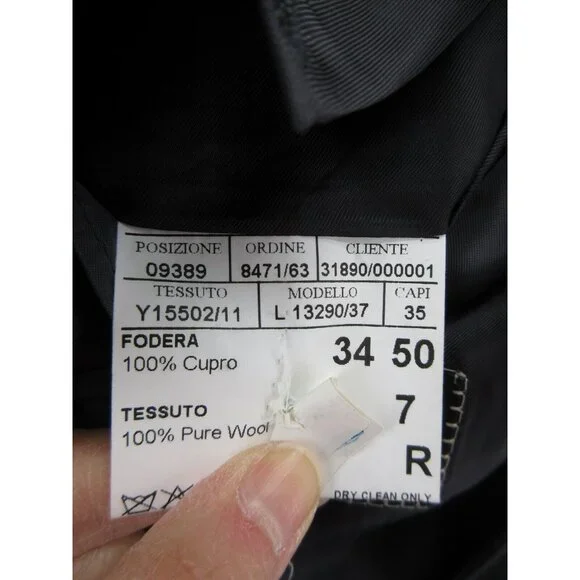 POSIZIONE ORDINE CLIENTE
09389 8471/63 31890/000001
TESSUTO MODELLO CAPI
Y15502/11 L 13290/37 35
FODERA 34 50
100% Cupro
TESSUTO 7
100% Pure Wool
R
DRY CLEAN ONLY